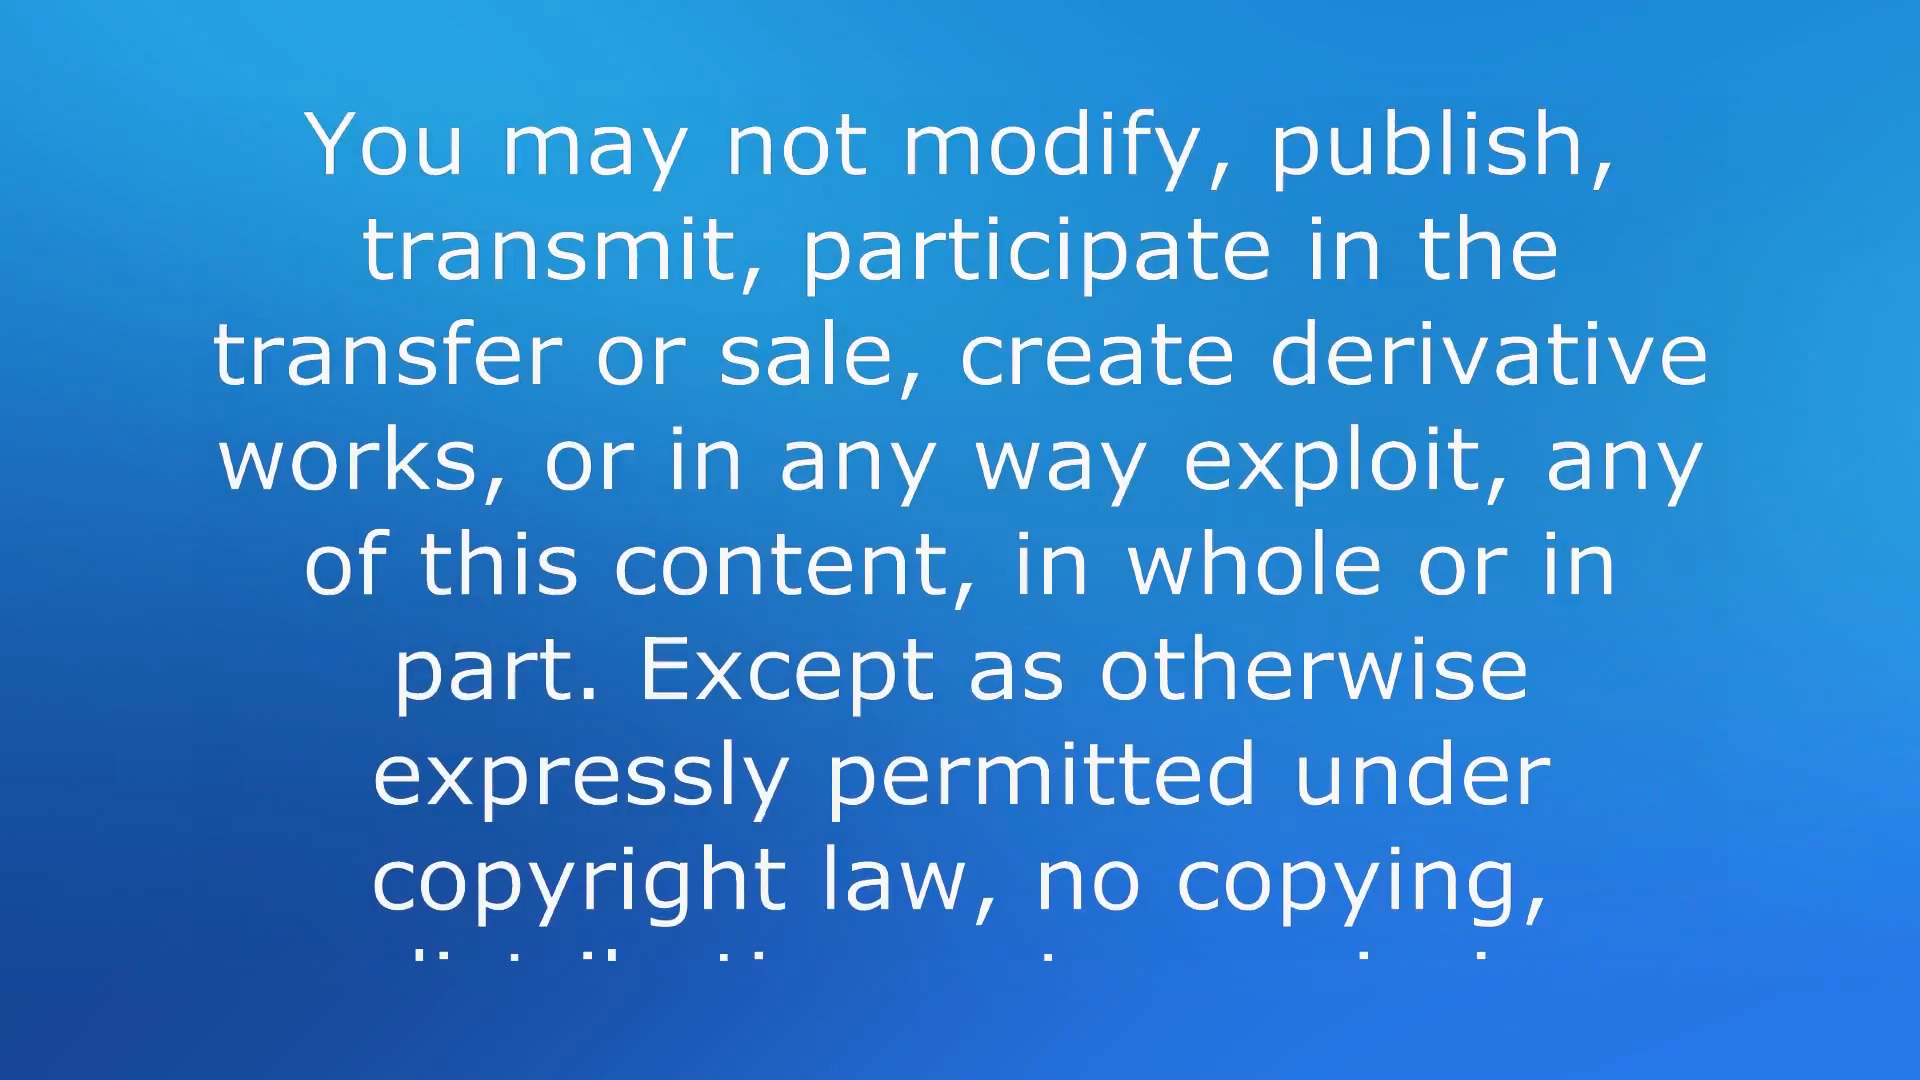 You may not modify, publish,
transmit, participate in the
transfer or sale, create derivative
works, or in any way exploit, any
of this content, in whole or in
part. Except as otherwise
expressly permitted under
copyright law, no copying,